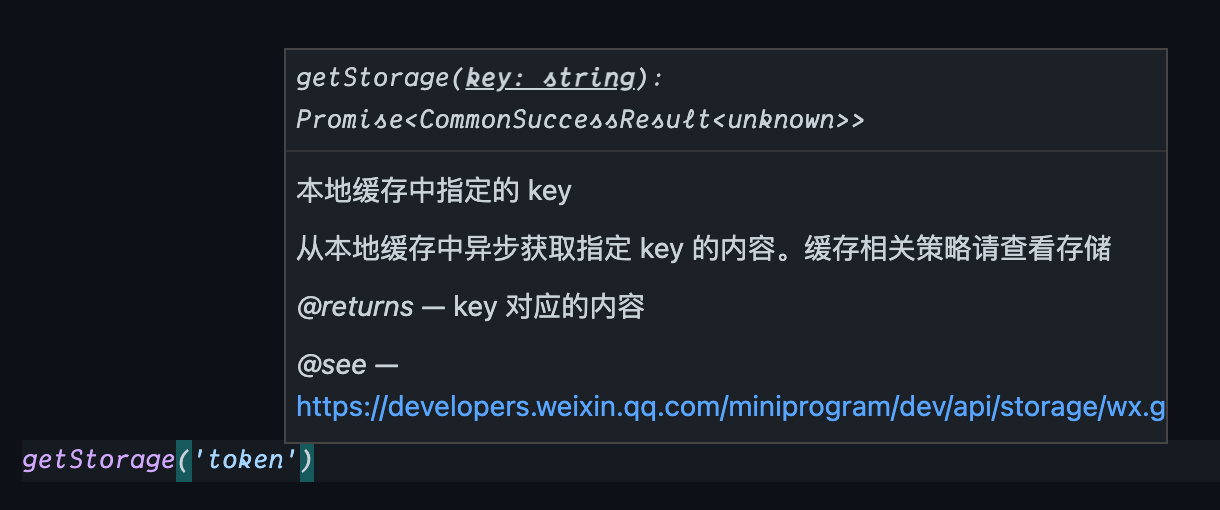 getStorage(key: string):
Promise<CommonSuccessResult<unknown>>
本地缓存中指定的 key
从本地缓存中异步获取指定 key 的内容。缓存相关策略请查看存储
@returns — key 对应的内容
@see —
https://developers.weixin.qq.com/miniprogram/dev/api/storage/wx.g
getStorage('token')